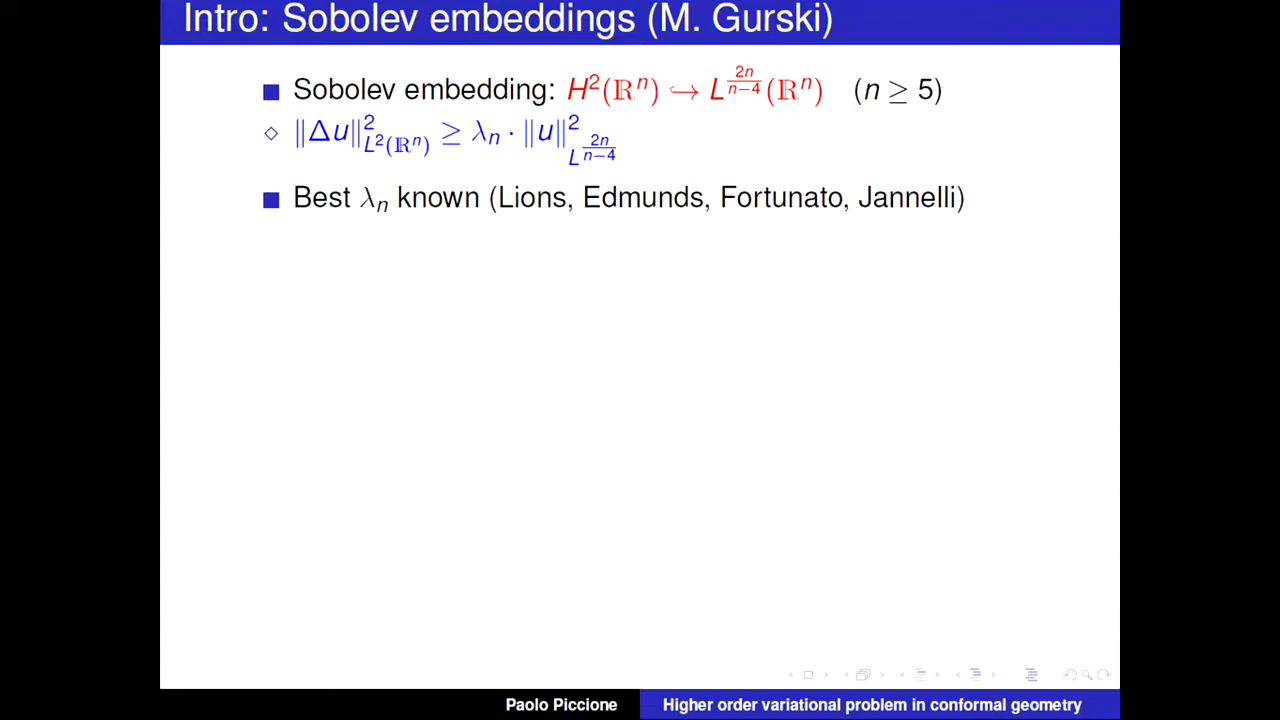 Intro: Sobolev embeddings (M. Gurski)
Sobolev embedding: H²(ℝⁿ) ↪ L^{2n/(n−4)}(ℝⁿ) (n ≥ 5)
‖Δu‖²_{L²(ℝⁿ)} ≥ λₙ · ‖u‖²_{L^{2n/(n−4)}}
Best λₙ known (Lions, Edmunds, Fortunato, Jannelli)
Paolo Piccione Higher order variational problem in conformal geometry